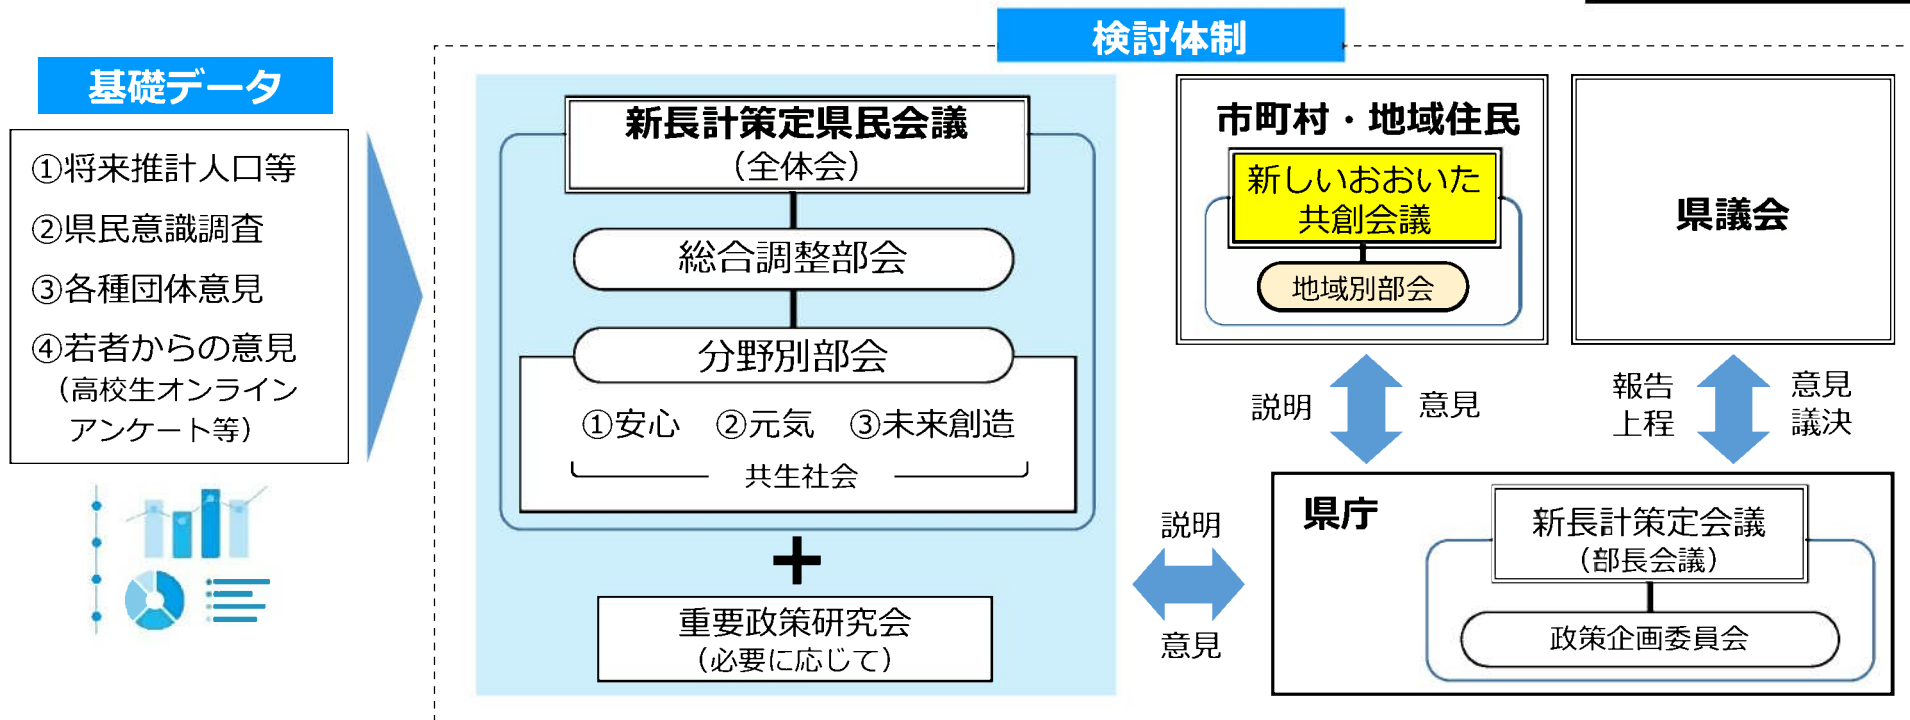 検討体制
基礎データ
①将来推計人口等
②県民意識調査
③各種団体意見
④若者からの意見
（高校生オンライン
アンケート等）
新長計策定県民会議
（全体会）
総合調整部会
分野別部会
①安心 ②元気 ③未来創造
共生社会
＋
重要政策研究会
（必要に応じて）
市町村・地域住民
新しいおおいた
共創会議
地域別部会
県議会
説明
意見
報告
上程
意見
議決
説明
意見
県庁
新長計策定会議
（部長会議）
政策企画委員会